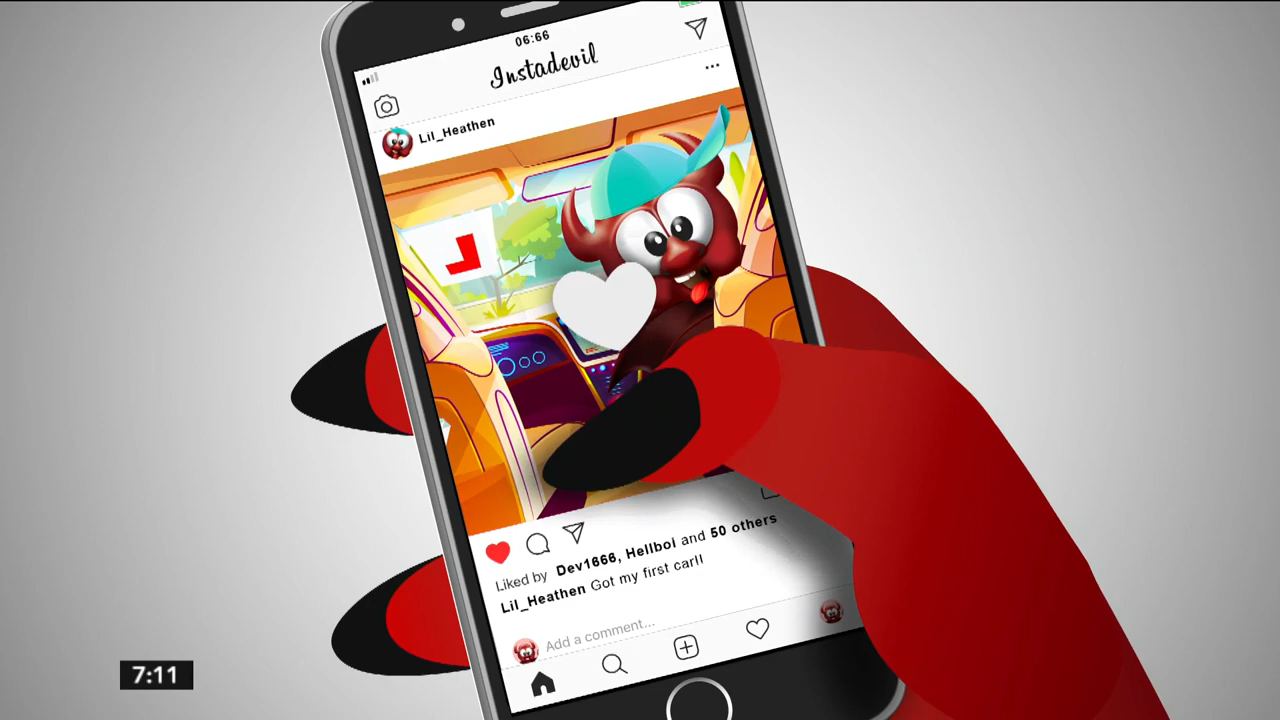 06:66
Instadevil
Lil_Heathen
L
Liked by Dev1666, Hellboi and 50 others
Lil_Heathen Got my first car!!
Add a comment...
7:11